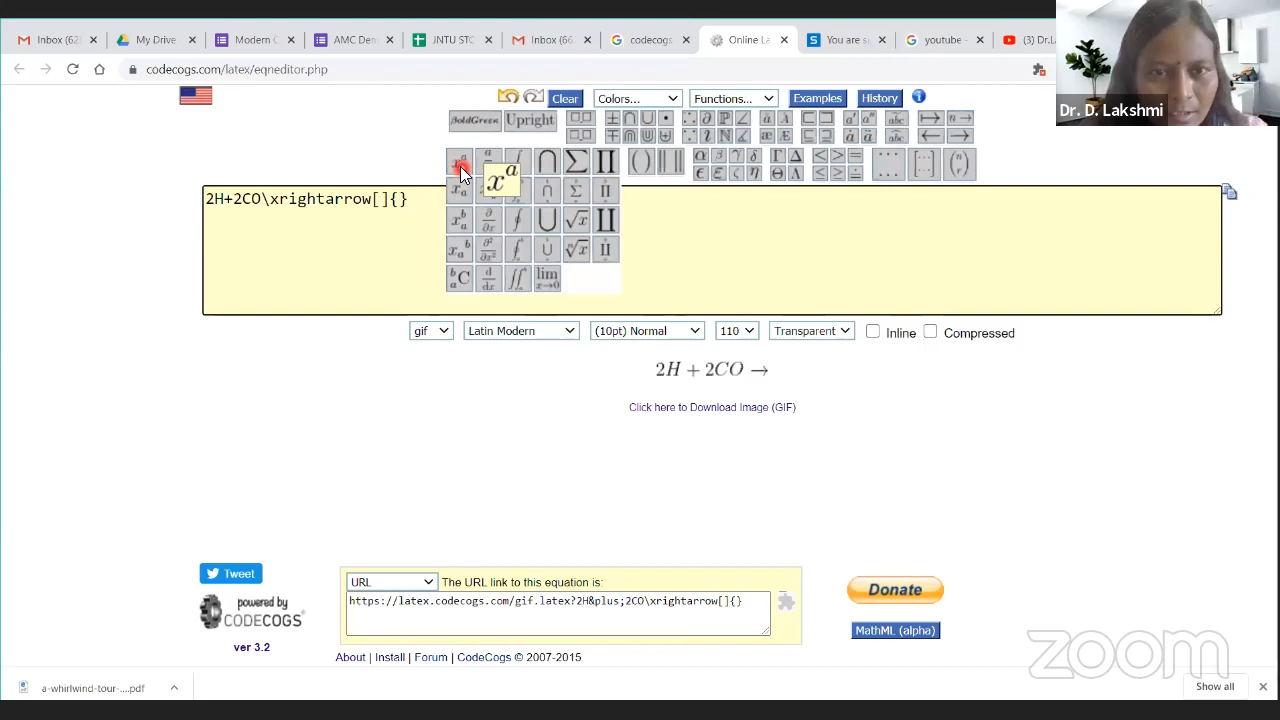 Inbox (62) My Drive Modern C AMC Den JNTU STC Inbox (66, codecogs Online La You are s youtube - (3) Dr.L
codecogs.com/latex/eqneditor.php
Dr. D. Lakshmi
Clear Colors... Functions... Examples History
BoldGreek Upright
2H+2CO\xrightarrow[]{}
gif Latin Modern (10pt) Normal 110 Transparent Inline Compressed
2H + 2CO →
Click here to Download Image (GIF)
Tweet
powered by
CODECOGS
ver 3.2
URL The URL link to this equation is:
https://latex.codecogs.com/gif.latex?2H&plus;2CO\xrightarrow[]{}
Donate
MathML (alpha)
About | Install | Forum | CodeCogs © 2007-2015
zoom
a-whirlwind-tour-....pdf Show all